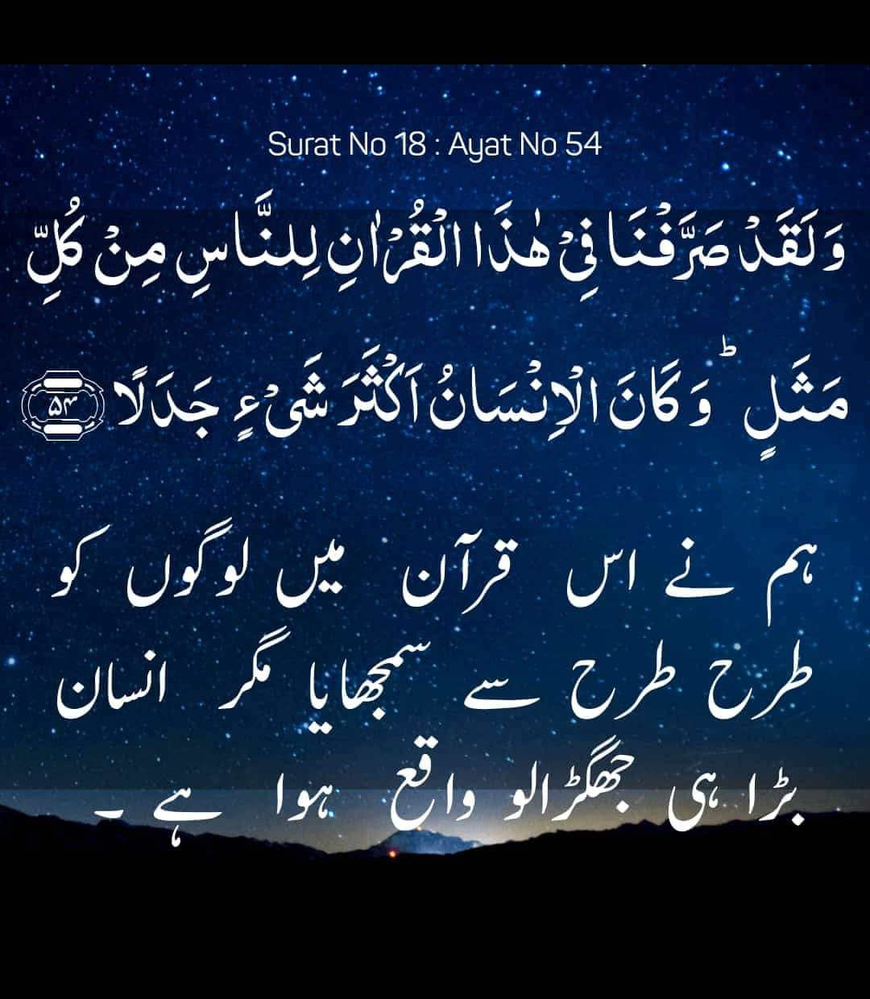 Surat No 18 : Ayat No 54
وَلَقَدۡ صَرَّفۡنَا فِیۡ هٰذَا الۡقُرۡاٰنِ لِلنَّاسِ مِنۡ کُلِّ
مَثَلٍ ؕ وَکَانَ الۡاِنۡسَانُ اَکۡثَرَ شَیۡءٍ جَدَلًا ﴿۵۴﴾
ہم نے اس قرآن میں لوگوں کو
طرح طرح سے سمجھایا مگر انسان
بڑا ہی جھگڑالو واقع ہوا ہے ۔